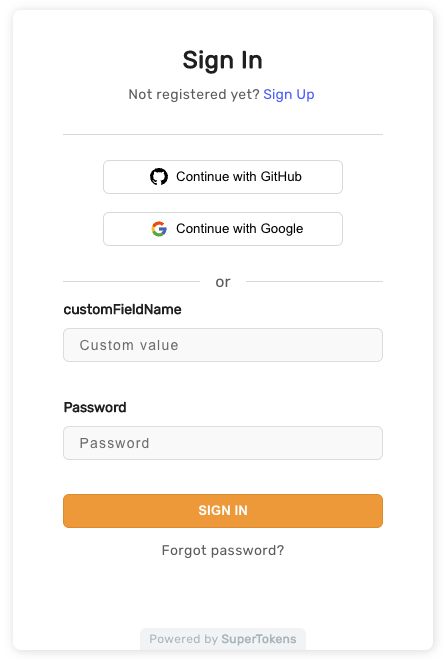 Sign In
Not registered yet? Sign Up
Continue with GitHub
Continue with Google
or
customFieldName
Custom value
Password
Password
SIGN IN
Forgot password?
Powered by SuperTokens